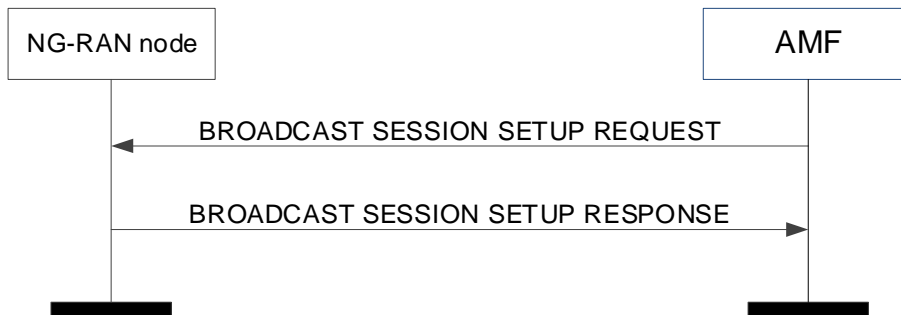 NG-RAN node
AMF
BROADCAST SESSION SETUP REQUEST
BROADCAST SESSION SETUP RESPONSE